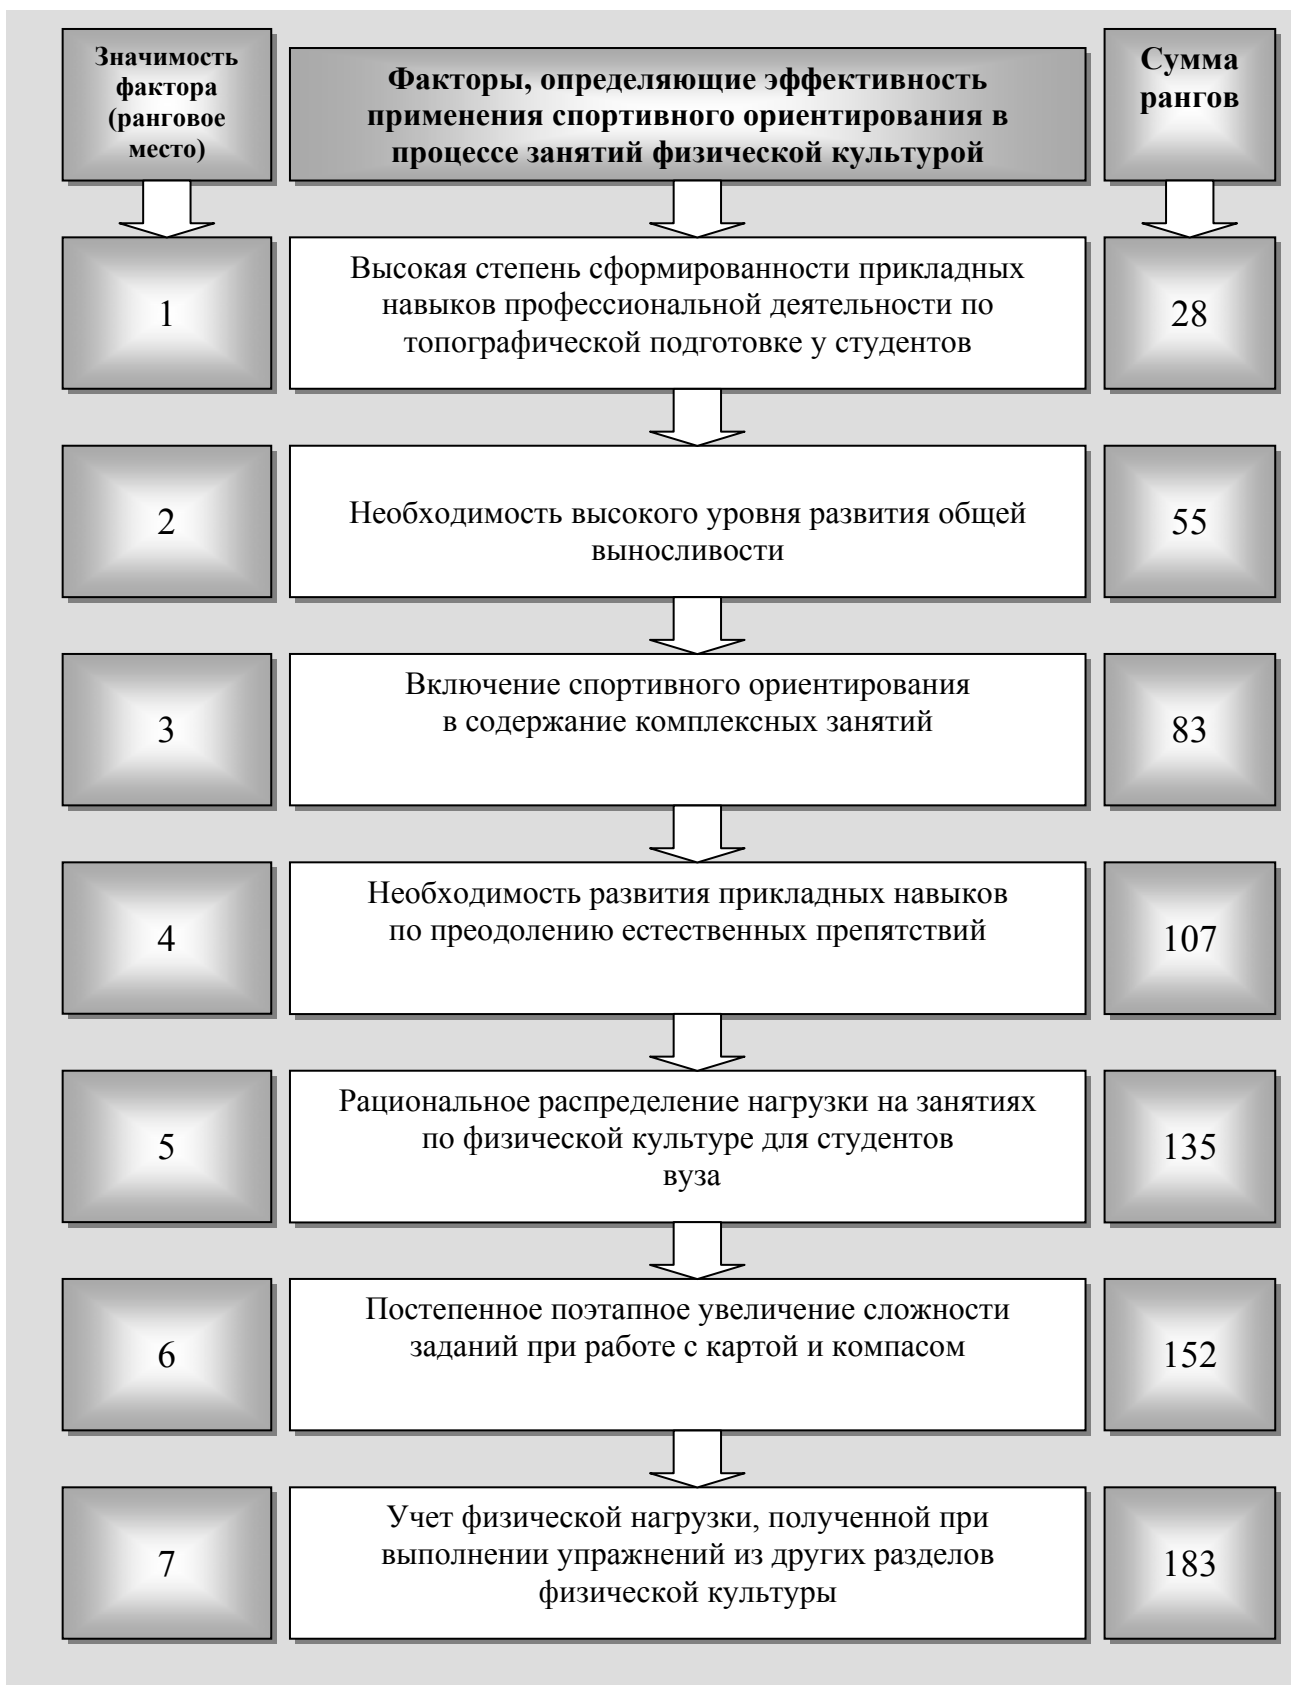 Значимость
фактора
(ранговое
место)
Факторы, определяющие эффективность
применения спортивного ориентирования в
процессе занятий физической культурой
Сумма
рангов
1
Высокая степень сформированности прикладных
навыков профессиональной деятельности по
топографической подготовке у студентов
28
2
Необходимость высокого уровня развития общей
выносливости
55
3
Включение спортивного ориентирования
в содержание комплексных занятий
83
4
Необходимость развития прикладных навыков
по преодолению естественных препятствий
107
5
Рациональное распределение нагрузки на занятиях
по физической культуре для студентов
вуза
135
6
Постепенное поэтапное увеличение сложности
заданий при работе с картой и компасом
152
7
Учет физической нагрузки, полученной при
выполнении упражнений из других разделов
физической культуры
183